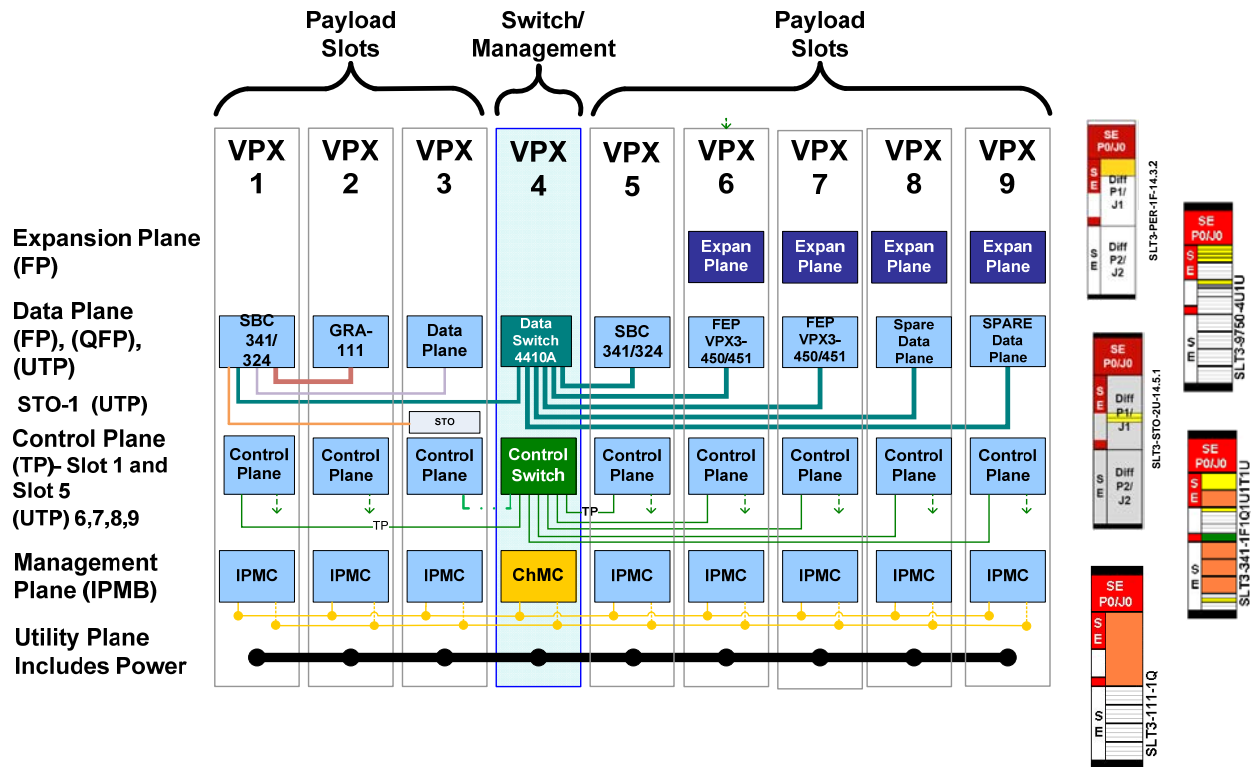 Payload
Slots
Switch/
Management
Payload
Slots
VPX
1
VPX
2
VPX
3
VPX
4
VPX
5
VPX
6
VPX
7
VPX
8
VPX
9
Expansion Plane
(FP)
Expan
Plane
Expan
Plane
Expan
Plane
Expan
Plane
Data Plane
(FP), (QFP),
(UTP)
SBC
341/
324
GRA-
111
Data
Plane
Data
Switch
4410A
SBC
341/324
FEP
VPX3-
450/451
FEP
VPX3-
450/451
Spare
Data
Plane
SPARE
Data
Plane
STO-1 (UTP)
STO
Control Plane
(TP)- Slot 1 and
Slot 5
(UTP) 6,7,8,9
Control
Plane
Control
Plane
Control
Plane
Control
Switch
Control
Plane
Control
Plane
Control
Plane
Control
Plane
Control
Plane
TP
TP
Management
Plane (IPMB)
IPMC
IPMC
IPMC
ChMC
IPMC
IPMC
IPMC
IPMC
IPMC
Utility Plane
Includes Power
SE
P0/J0
S
E
Diff
P1/
J1
S
E
Diff
P2/
J2
SLT3-PER-1F-14.3.2
SE
P0/J0
S
E
S
E
SLT3-9750-4U1U
SE
P0/J0
S
E
Diff
P1/
J1
S
E
Diff
P2/
J2
SLT3-STO-2U-14.5.1
SE
P0/J0
S
E
S
E
SLT3-341-1F1Q1U1T1U
SE
P0/J0
S
E
S
E
SLT3-111-1Q